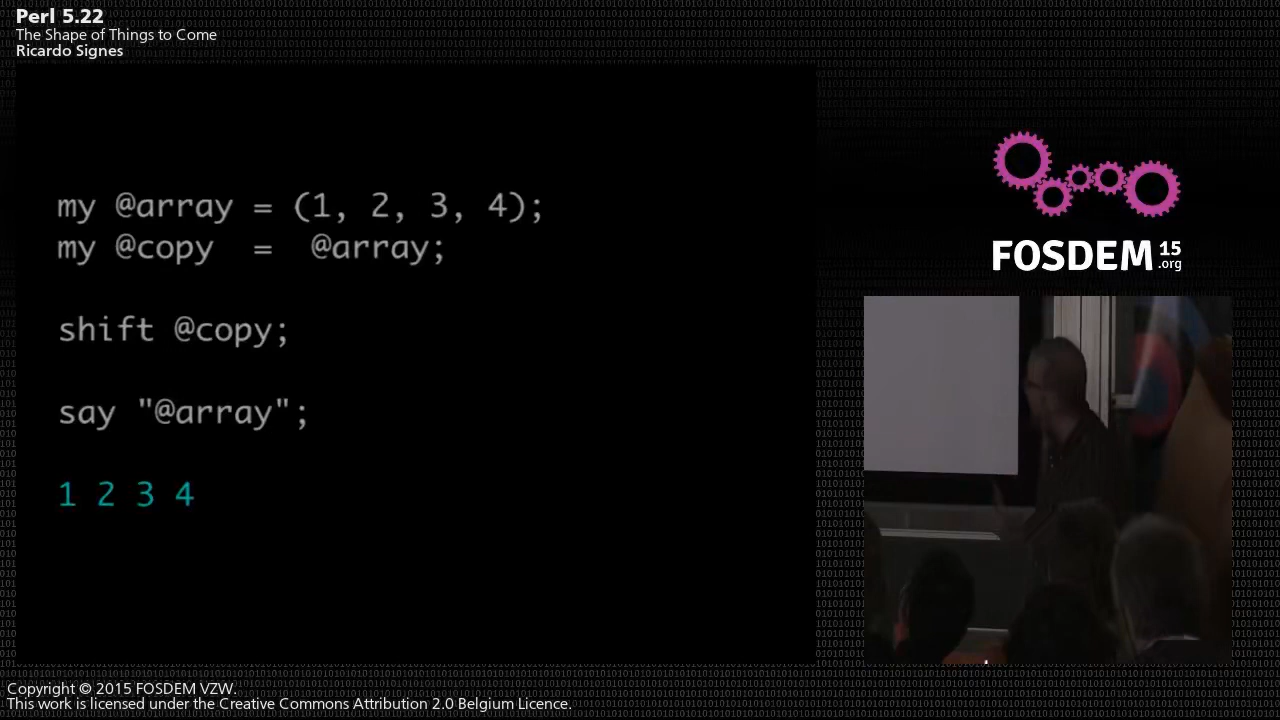 Perl 5.22
The Shape of Things to Come
Ricardo Signes
my @array = (1, 2, 3, 4);
my @copy  =  @array;
shift @copy;
say "@array";
1 2 3 4
FOSDEM 15
.org
Copyright © 2015 FOSDEM VZW.
This work is licensed under the Creative Commons Attribution 2.0 Belgium Licence.